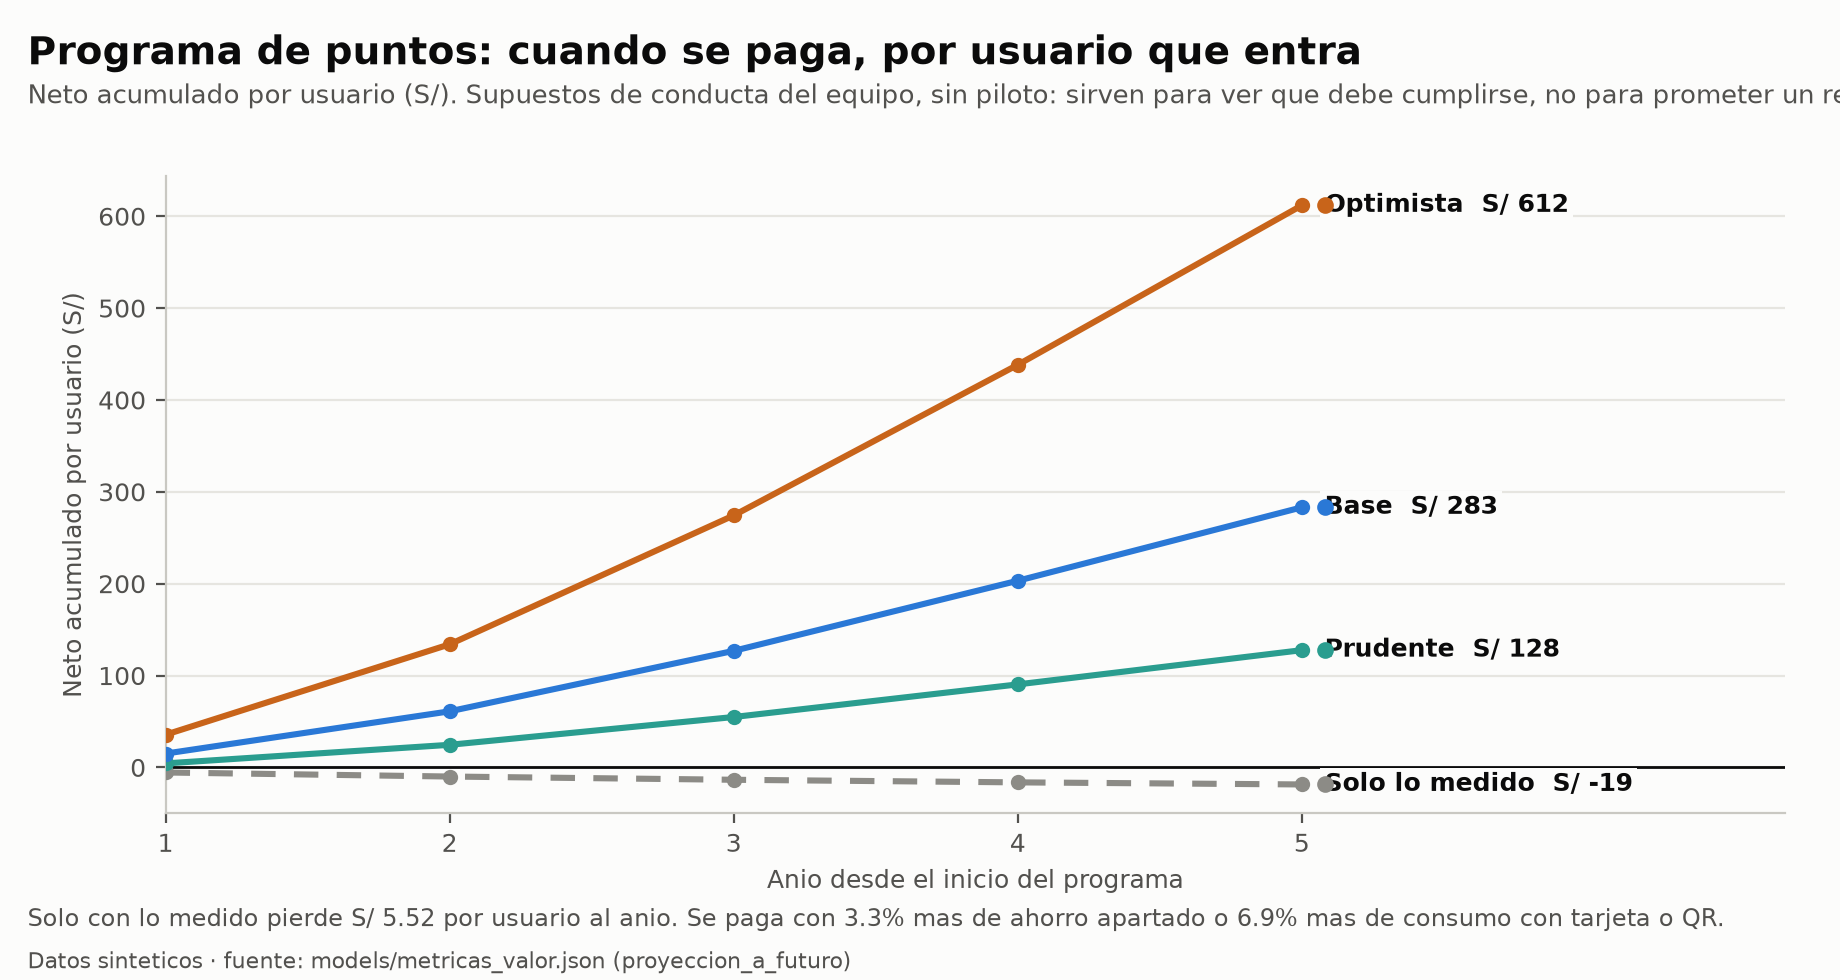 Programa de puntos: cuando se paga, por usuario que entra
Neto acumulado por usuario (S/). Supuestos de conducta del equipo, sin piloto: sirven para ver que debe cumplirse, no para prometer un re
Neto acumulado por usuario (S/)
600
500
400
300
200
100
0
Optimista S/ 612
Base S/ 283
Prudente S/ 128
Solo lo medido S/ -19
1 2 3 4 5
Anio desde el inicio del programa
Solo con lo medido pierde S/ 5.52 por usuario al anio. Se paga con 3.3% mas de ahorro apartado o 6.9% mas de consumo con tarjeta o QR.
Datos sinteticos · fuente: models/metricas_valor.json (proyeccion_a_futuro)